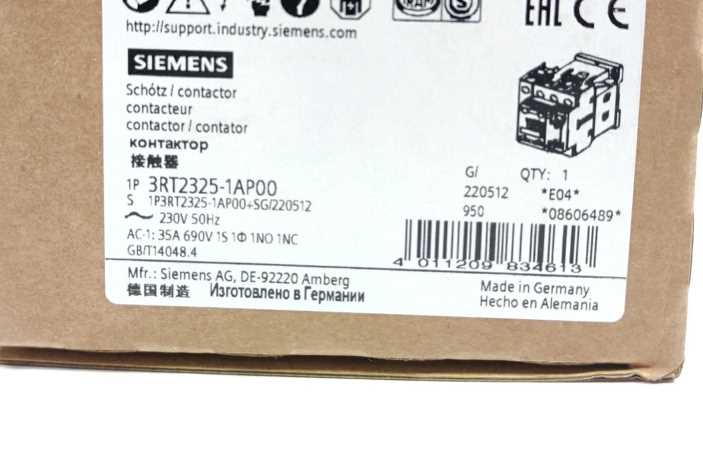 EAC CE
http://support.industry.siemens.com
SIEMENS
Schótz / contactor
contacteur
contactor / contator
контактор
接触器
1P 3RT2325-1AP00
S 1P3RT2325-1AP00+SG/220512
230V 50Hz
AC-1: 35A 690V 1S 1Ф 1NO 1NC
GB/T14048.4
G/ QTY: 1
220512 *E04*
950 *08606489*
4 011209 834613
Mfr.: Siemens AG, DE-92220 Amberg
德国制造 Изготовлено в Германии
Made in Germany
Hecho en Alemania